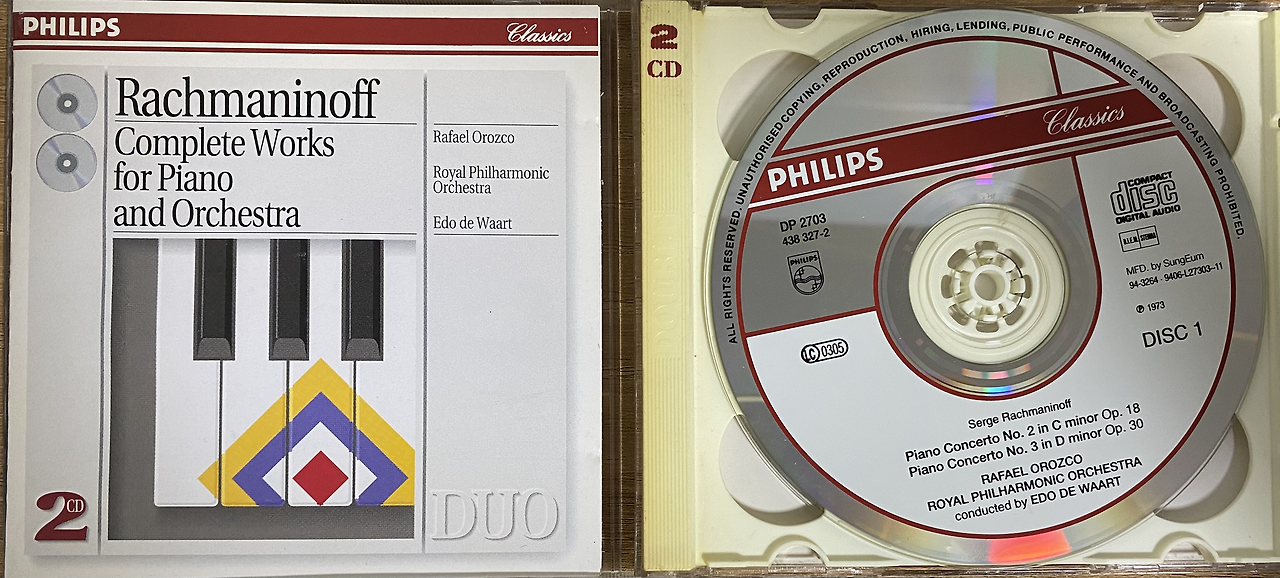 PHILIPS
Classics
Rachmaninoff
Complete Works
for Piano
and Orchestra
Rafael Orozco
Royal Philharmonic
Orchestra
Edo de Waart
2
CD
DUO
2
CD
ALL RIGHTS RESERVED. UNAUTHORISED COPYING, REPRODUCTION, HIRING, LENDING, PUBLIC PERFORMANCE AND BROADCASTING PROHIBITED.
Classics
PHILIPS
DP 2703
438 327-2
PHILIPS
COMPACT
disc
DIGITAL AUDIO
B.I.E.M. STEMRA
MFD. by SungEum
94-3264 · 9406-L27303-11
℗ 1973
DISC 1
LC 0305
Serge Rachmaninoff
Piano Concerto No. 2 in C minor Op. 18
Piano Concerto No. 3 in D minor Op. 30
RAFAEL OROZCO
ROYAL PHILHARMONIC ORCHESTRA
conducted by EDO DE WAART